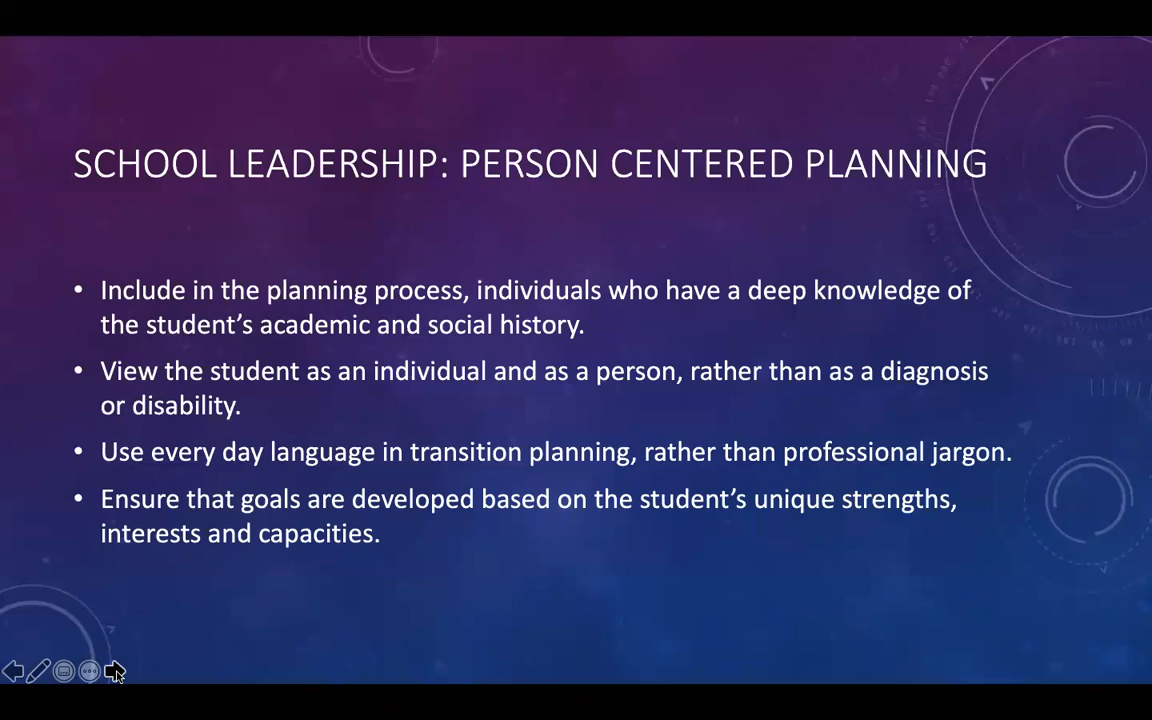 SCHOOL LEADERSHIP: PERSON CENTERED PLANNING
• Include in the planning process, individuals who have a deep knowledge of
the student’s academic and social history.
• View the student as an individual and as a person, rather than as a diagnosis
or disability.
• Use every day language in transition planning, rather than professional jargon.
• Ensure that goals are developed based on the student’s unique strengths,
interests and capacities.